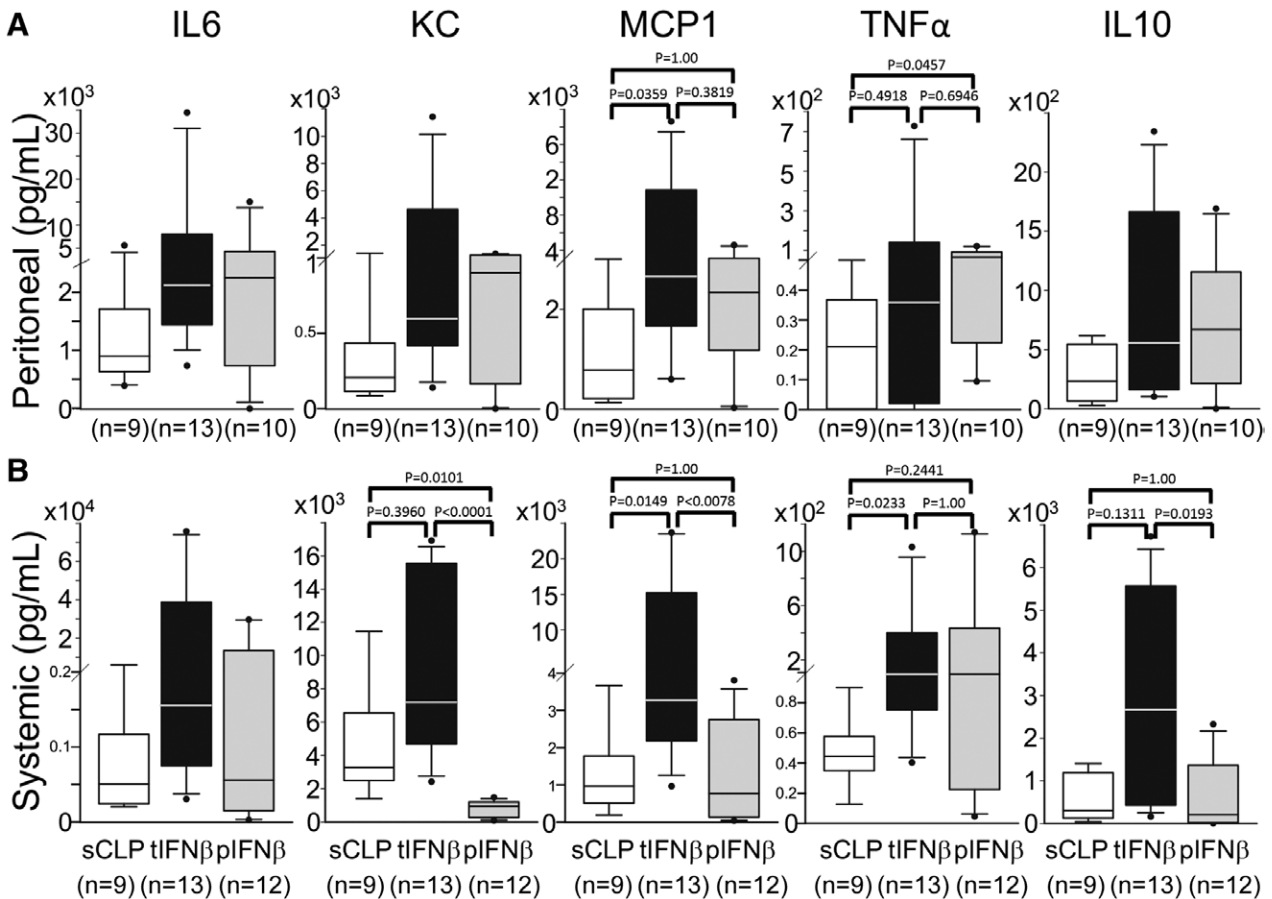 A IL6 KC MCP1 TNFα IL10
P=1.00 P=0.0457
P=0.0359 P=0.3819 P=0.4918 P=0.6946
x10³ x10³ x10³ x10² x10²
Peritoneal (pg/mL)
30 20 10 5 2 1 0
10 8 6 4 2 1 0.5 0
6 2 8 4 2 0
7 5 3 1 0.4 0.3 0.2 0.1 0
20 10 5 0
(n=9) (n=13) (n=10) (n=9) (n=13) (n=10) (n=9) (n=13) (n=10) (n=9) (n=13) (n=10) (n=9) (n=13) (n=10)
B
P=0.0101 P=1.00 P=0.2441 P=1.00
P=0.3960 P<0.0001 P=0.0149 P<0.0078 P=0.0233 P=1.00 P=0.1311 P=0.0193
x10⁴ x10³ x10³ x10² x10³
Systemic (pg/mL)
8 6 4 2 0.2 0.1 0
18 16 14 12 8 6 4 2 0
20 15 10 4 3 2 1 0
10 6 2 1 0.8 0.6 0.4 0.2 0
6 5 4 3 2 1 0
sCLP tIFNβ pIFNβ sCLP tIFNβ pIFNβ sCLP tIFNβ pIFNβ sCLP tIFNβ pIFNβ sCLP tIFNβ pIFNβ
(n=9) (n=13) (n=12) (n=9) (n=13) (n=12) (n=9) (n=13) (n=12) (n=9) (n=13) (n=12) (n=9) (n=13) (n=12)